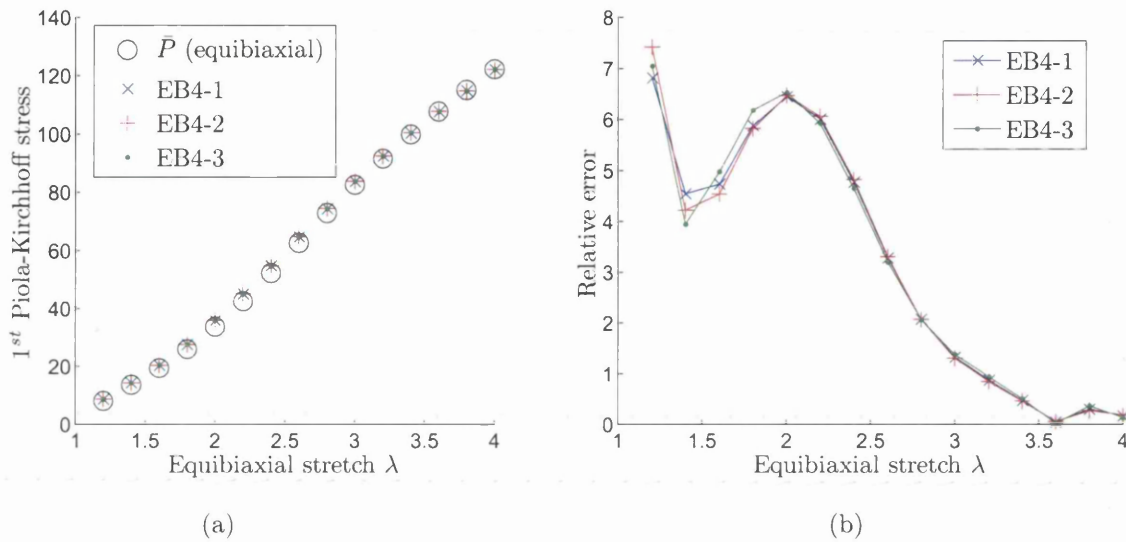 140
120
100
80
60
40
20
0
1st Piola-Kirchhoff stress
P̄ (equibiaxial)
EB4-1
EB4-2
EB4-3
1 1.5 2 2.5 3 3.5 4
Equibiaxial stretch λ
(a)
8
7
6
5
4
3
2
1
0
Relative error
EB4-1
EB4-2
EB4-3
1 1.5 2 2.5 3 3.5 4
Equibiaxial stretch λ
(b)